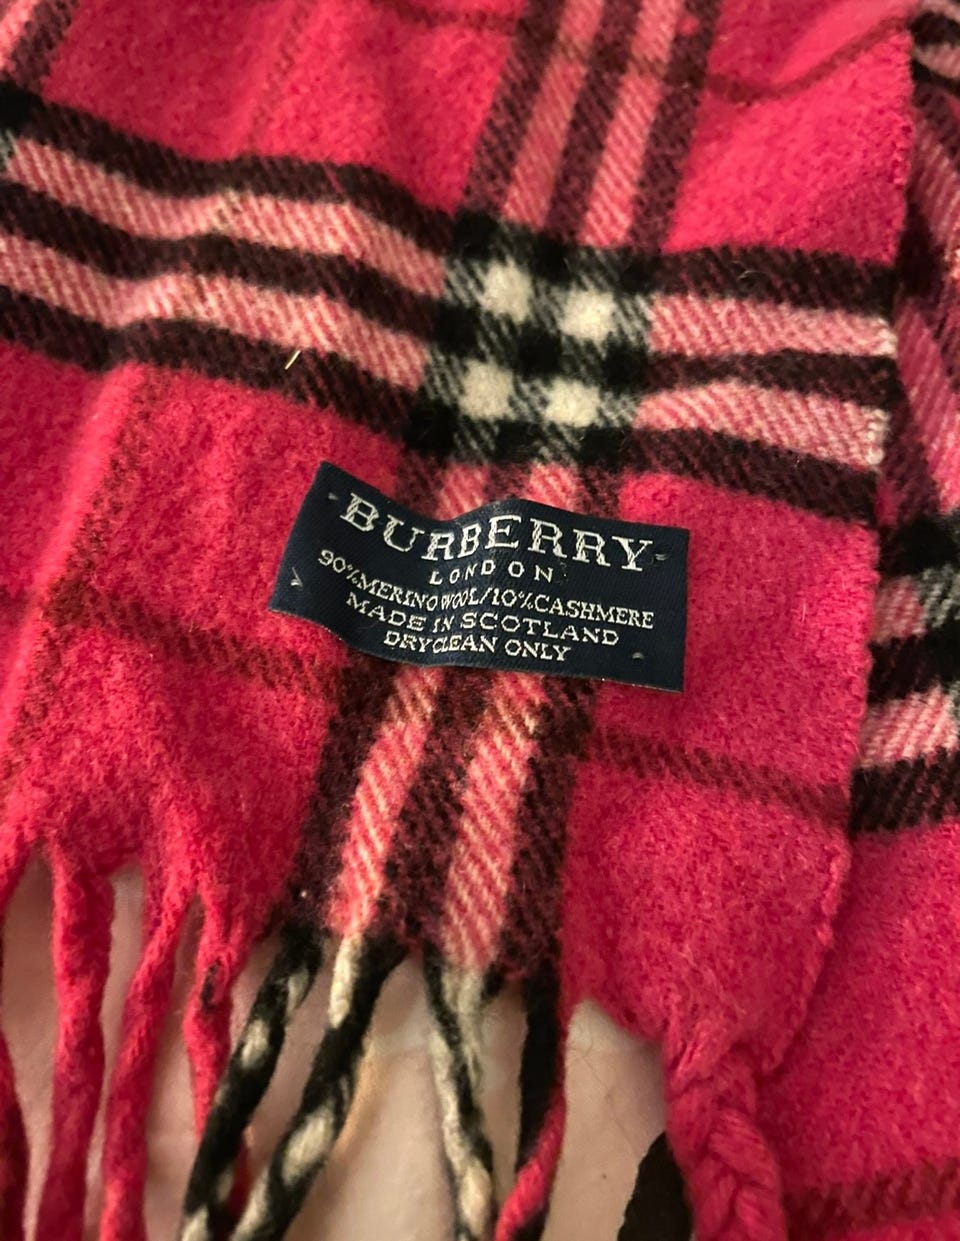 BURBERRY
LONDON
90%MERINO WOOL/10%CASHMERE
MADE IN SCOTLAND
DRYCLEAN ONLY